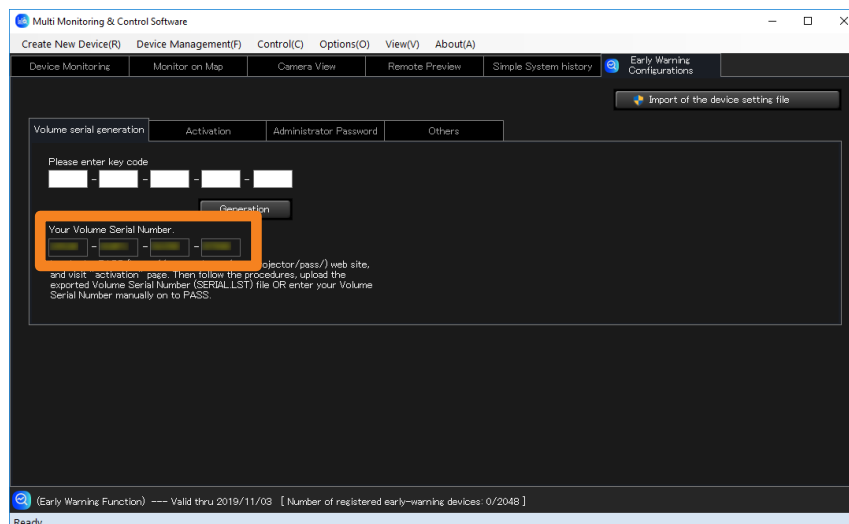 Multi Monitoring & Control Software
Create New Device(R) Device Management(F) Control(C) Options(O) View(V) About(A)
Device Monitoring Monitor on Map Camera View Remote Preview Simple System history Early Warning Configurations
Import of the device setting file
Volume serial generation Activation Administrator Password Others
Please enter key code
- - - -
Generation
Your Volume Serial Number.
- - -
ojector/pass/) web site,
and visit "activation" page. Then follow the procedures, upload the
exported Volume Serial Number (SERIAL.LST) file OR enter your Volume
Serial Number manually on to PASS.
(Early Warning Function) --- Valid thru 2019/11/03 [ Number of registered early-warning devices: 0/2048 ]
Ready